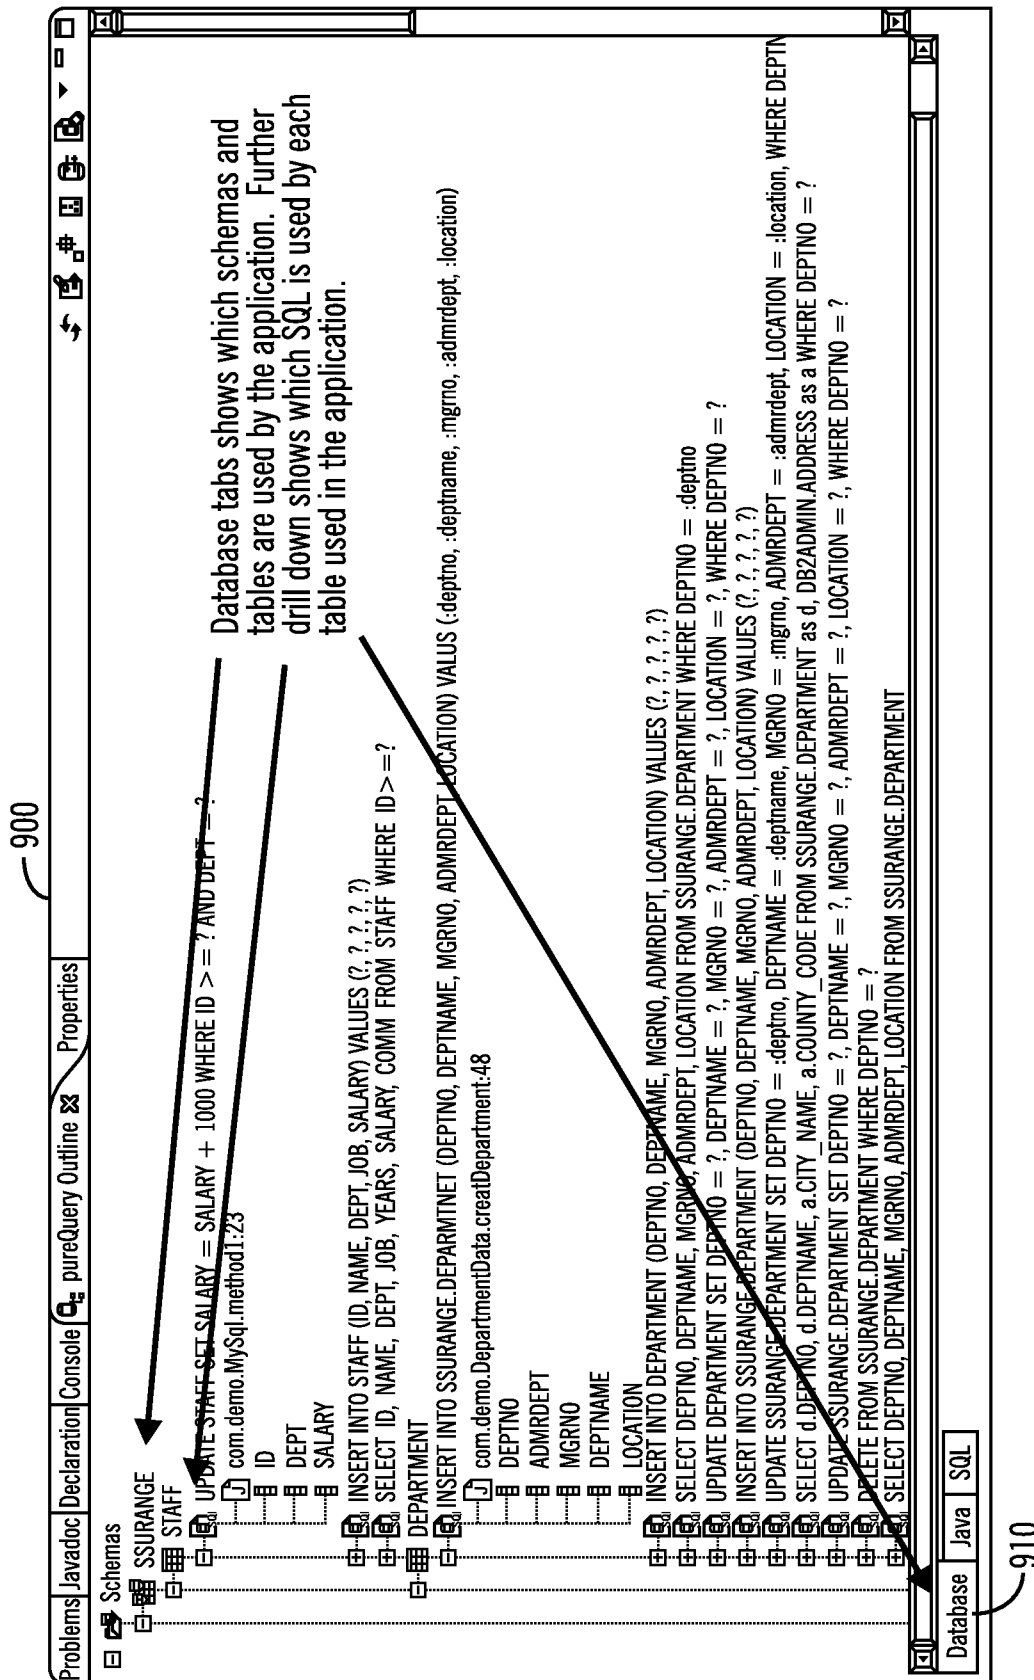 900
Problems Javadoc Declaration Console pureQuery Outline Properties
Schemas
SSURANGE
STAFF
UPDATE STAFF SET SALARY = SALARY + 1000 WHERE ID > = ? AND DEPT = ?
com.demo.MySql.method1:23
ID
DEPT
SALARY
INSERT INTO STAFF (ID, NAME, DEPT, JOB, SALARY) VALUES (?, ?, ?, ?, ?)
SELECT ID, NAME, DEPT, JOB, YEARS, SALARY, COMM FROM STAFF WHERE ID> =?
DEPARTMENT
INSERT INTO SSURANGE.DEPARMTNET (DEPTNO, DEPTNAME, MGRNO, ADMRDEPT, LOCATION) VALUS (:deptno, :deptname, :mgrno, :admrdept, :location)
com.demo.DepartmentData.creatDepartment:48
DEPTNO
ADMRDEPT
MGRNO
DEPTNAME
LOCATION
INSERT INTO DEPARTMENT (DEPTNO, DEPTNAME, MGRNO, ADMRDEPT, LOCATION) VALUES (?, ?, ?, ?, ?)
SELECT DEPTNO, DEPTNAME, MGRNO, ADMRDEPT, LOCATION FROM SSURANGE.DEPARTMENT WHERE DEPTNO = :deptno
UPDATE DEPARTMENT SET DEPTNO = ?, DEPTNAME = ?, MGRNO = ?, ADMRDEPT = ?, LOCATION = ?, WHERE DEPTNO = ?
INSERT INTO SSURANGE.DEPARTMENT (DEPTNO, DEPTNAME, MGRNO, ADMRDEPT, LOCATION) VALUES (?, ?, ?, ?, ?)
UPDATE SSURANGE.DEPARTMENT SET DEPTNO = :deptno, DEPTNAME = :deptname, MGRNO = :mgrno, ADMRDEPT = :admrdept, LOCATION = :location, WHERE DEPTN
SELECT d.DEPTNO, d.DEPTNAME, a.CITY_NAME, a.COUNTY_CODE FROM SSURANGE.DEPARTMENT as d, DB2ADMIN.ADDRESS as a WHERE DEPTNO = ?
UPDATE SSURANGE.DEPARTMENT SET DEPTNO = ?, DEPTNAME = ?, MGRNO = ?, ADMRDEPT = ?, LOCATION = ?, WHERE DEPTNO = ?
DELETE FROM SSURANGE.DEPARTMENT WHERE DEPTNO = ?
SELECT DEPTNO, DEPTNAME, MGRNO, ADMRDEPT, LOCATION FROM SSURANGE.DEPARTMENT
Database tabs shows which schemas and
tables are used by the application. Further
drill down shows which SQL is used by each
table used in the application.
Database Java SQL
910